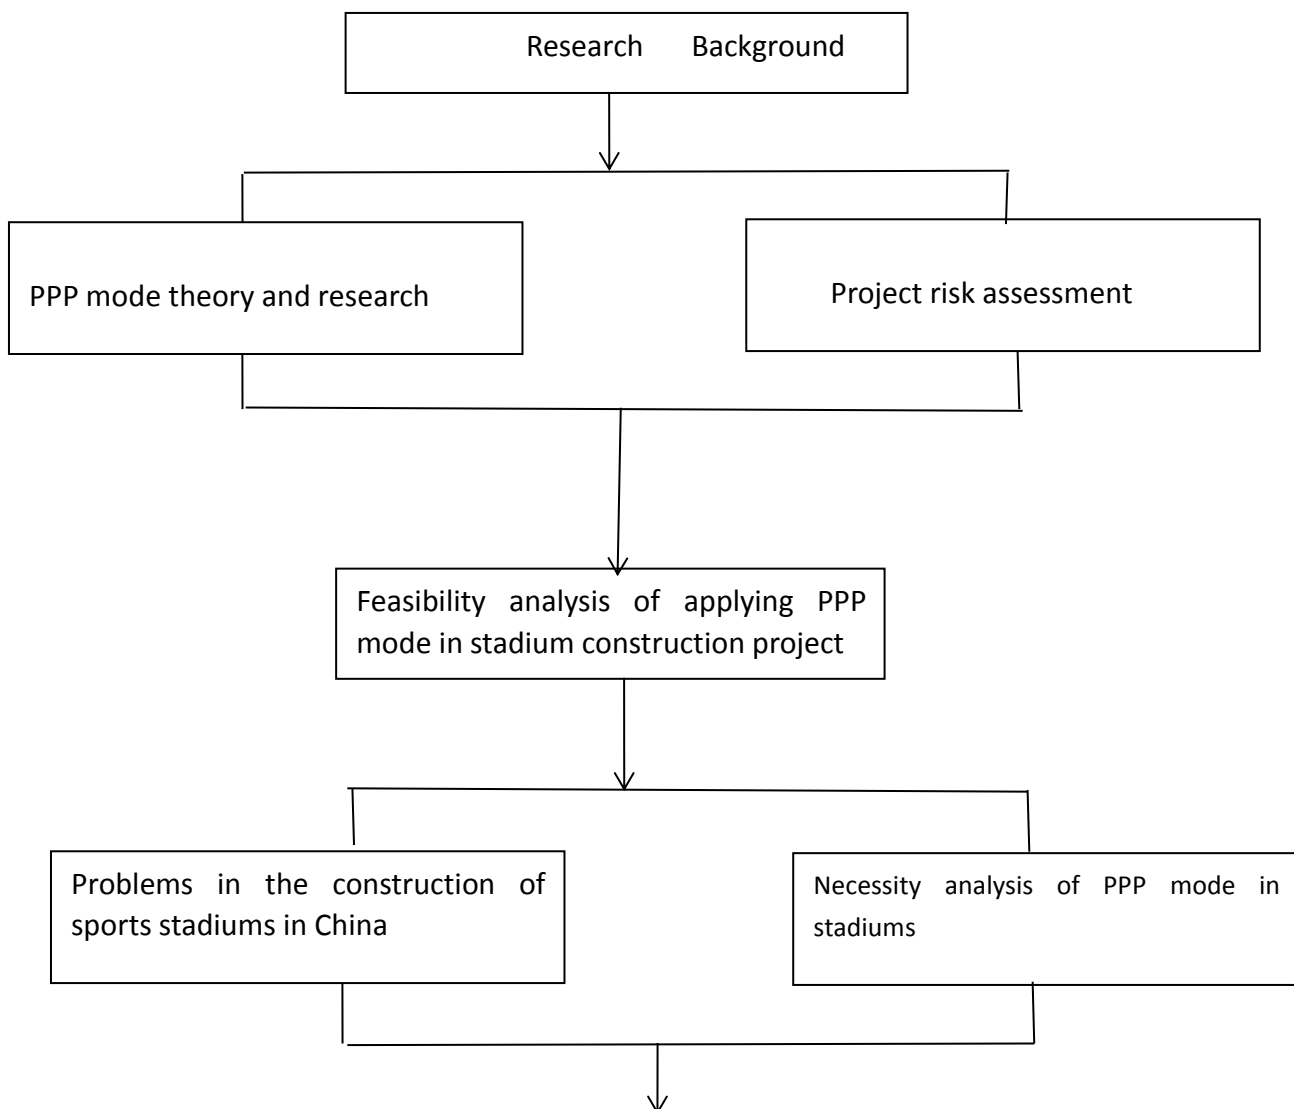 Research Background
PPP mode theory and research
Project risk assessment
Feasibility analysis of applying PPP
mode in stadium construction project
Problems in the construction of
sports stadiums in China
Necessity analysis of PPP mode in
stadiums